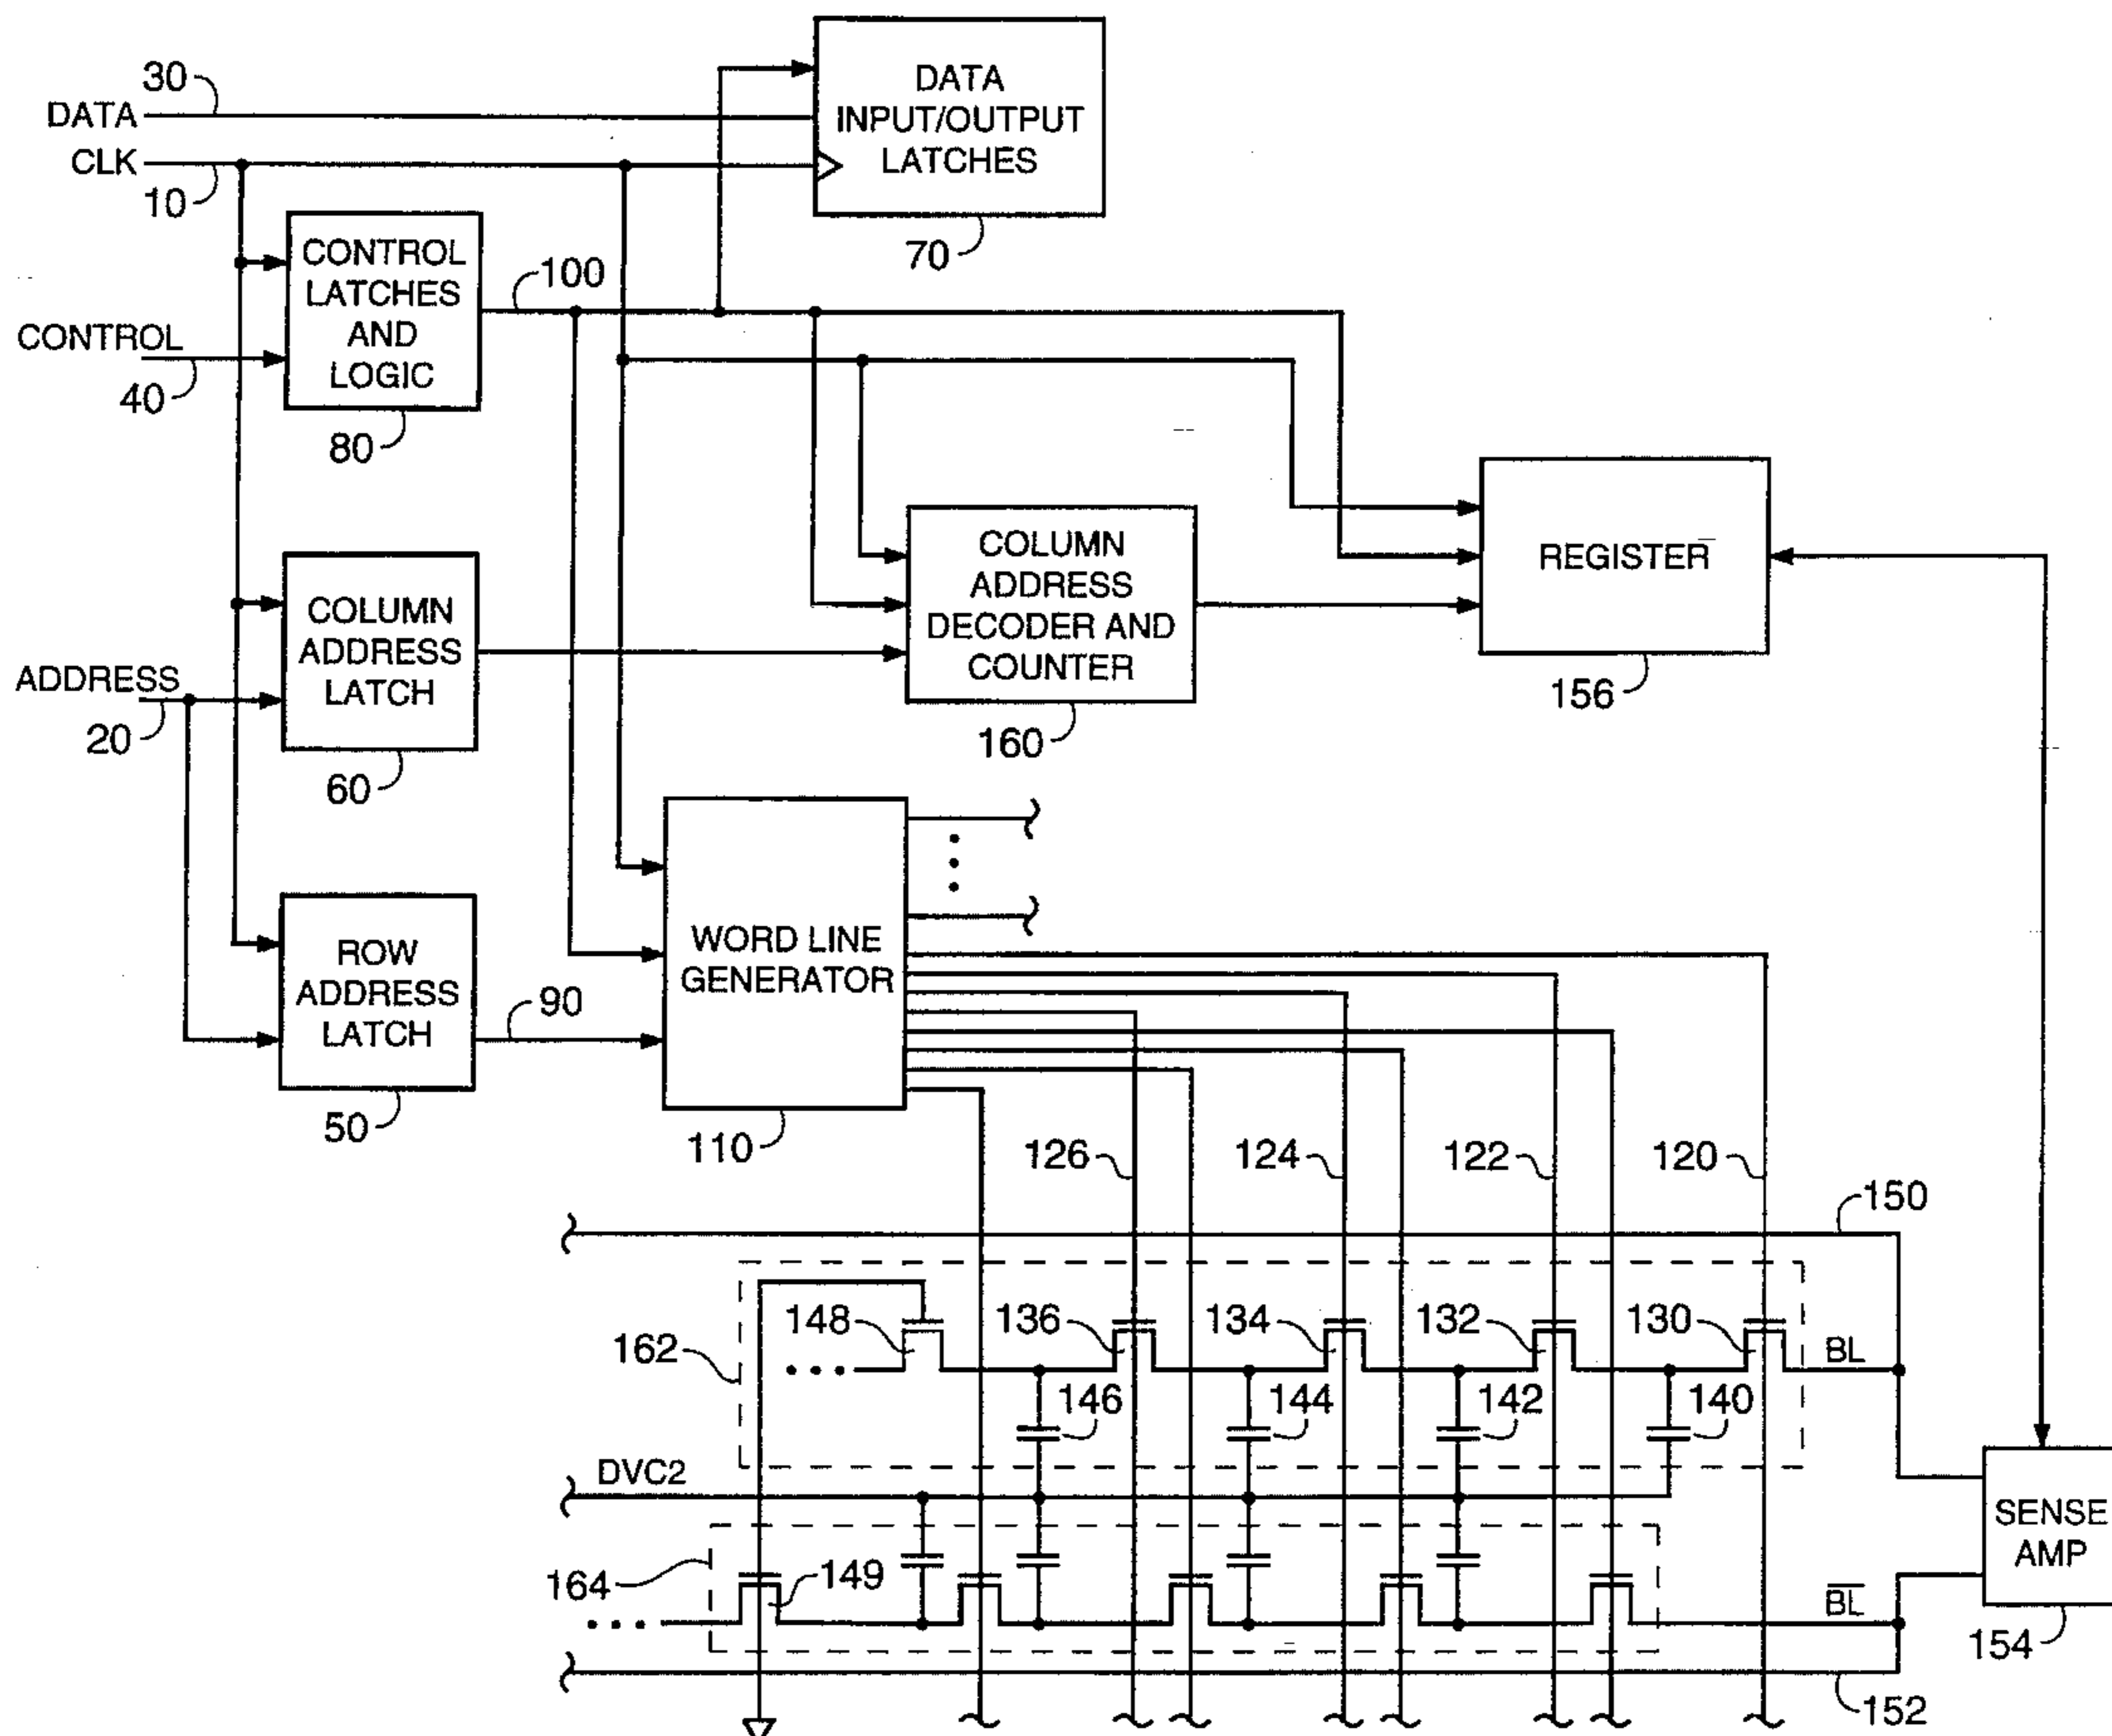 30
DATA
CLK
10
DATA
INPUT/OUTPUT
LATCHES
70
CONTROL
LATCHES
AND
LOGIC
80
100
CONTROL
40
COLUMN
ADDRESS
LATCH
60
ADDRESS
20
COLUMN
ADDRESS
DECODER AND
COUNTER
160
REGISTER
156
ROW
ADDRESS
LATCH
50
90
WORD LINE
GENERATOR
110
126
124
122
120
150
162
148
136
134
132
130
BL
146
144
142
140
DVC2
164
149
B̅L̅
SENSE
AMP
154
152